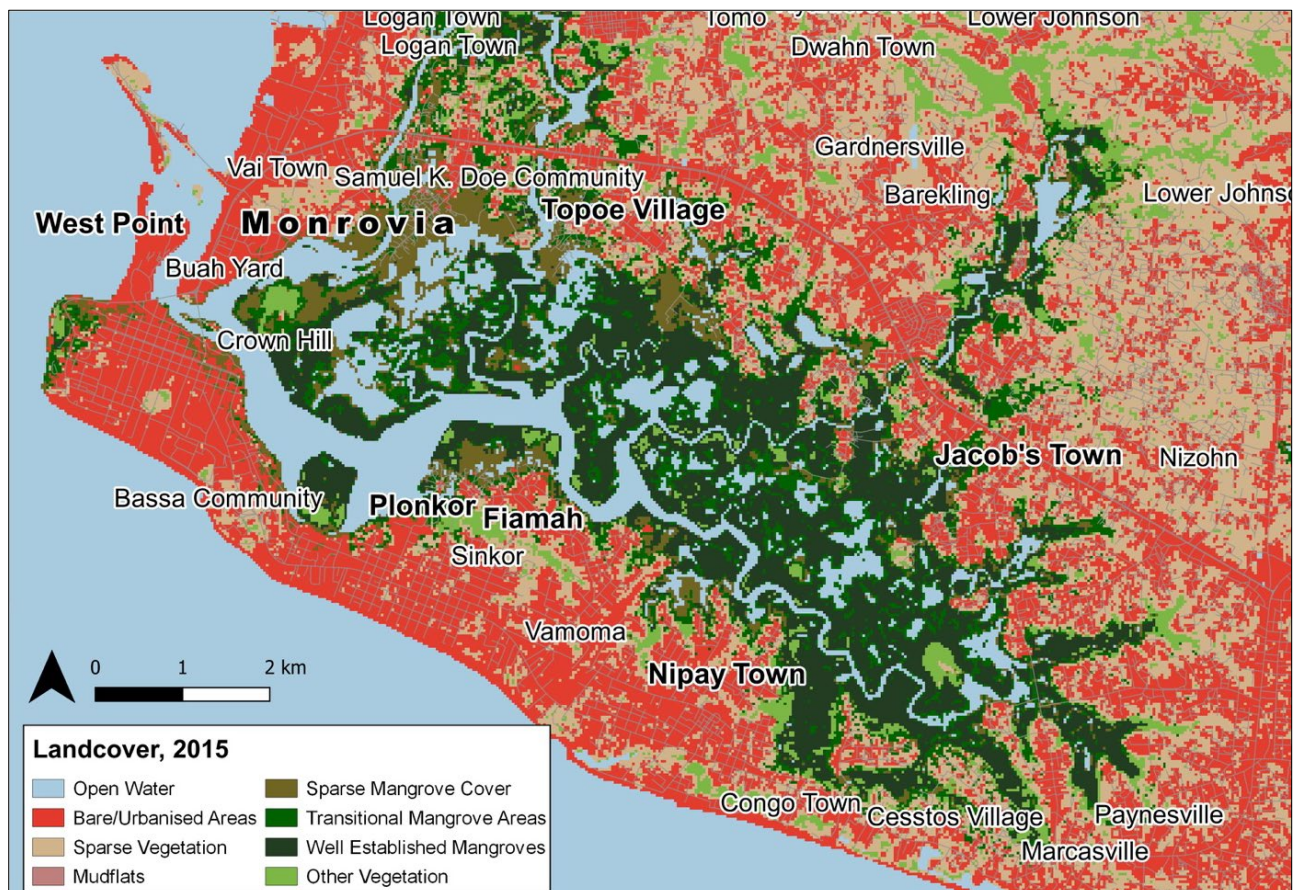 Logan Town
Tomo
Lower Johnson
Logan Town
Dwahn Town
Gardnersville
Vai Town
Samuel K. Doe Community
Barekling
Lower Johnso
West Point
Monrovia
Topoe Village
Buah Yard
Crown Hill
Jacob's Town
Nizohn
Bassa Community
Plonkor
Fiamah
Sinkor
Vamoma
Nipay Town
0 1 2 km
Congo Town
Cesstos Village
Paynesville
Marcasville
Landcover, 2015
Open Water
Bare/Urbanised Areas
Sparse Vegetation
Mudflats
Sparse Mangrove Cover
Transitional Mangrove Areas
Well Established Mangroves
Other Vegetation